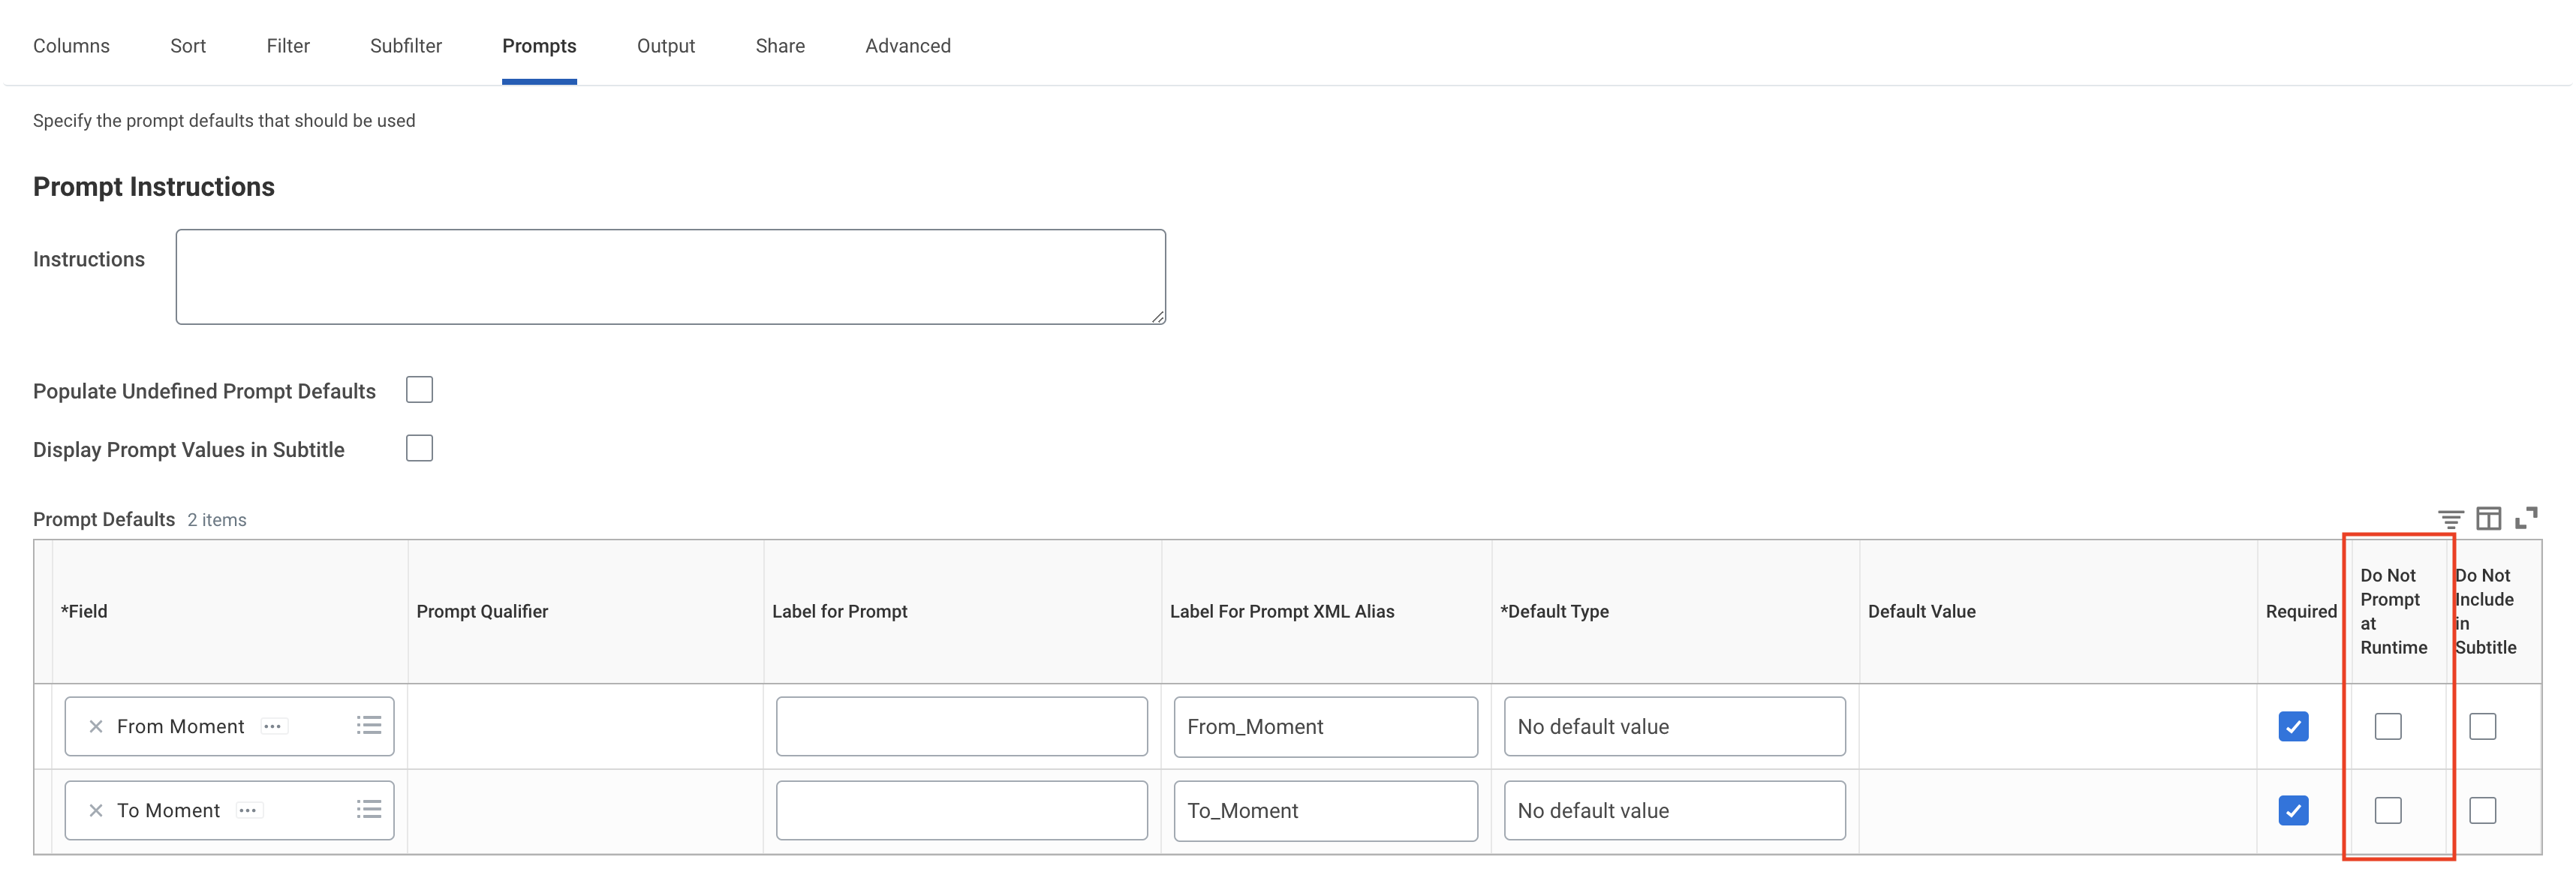 Columns Sort Filter Subfilter Prompts Output Share Advanced
Specify the prompt defaults that should be used
Prompt Instructions
Instructions
Populate Undefined Prompt Defaults
Display Prompt Values in Subtitle
Prompt Defaults 2 items
*Field Prompt Qualifier Label for Prompt Label For Prompt XML Alias *Default Type Default Value Required
Do Not
Prompt
at
Runtime
Do Not
Include
in
Subtitle
From Moment From_Moment No default value
To Moment To_Moment No default value